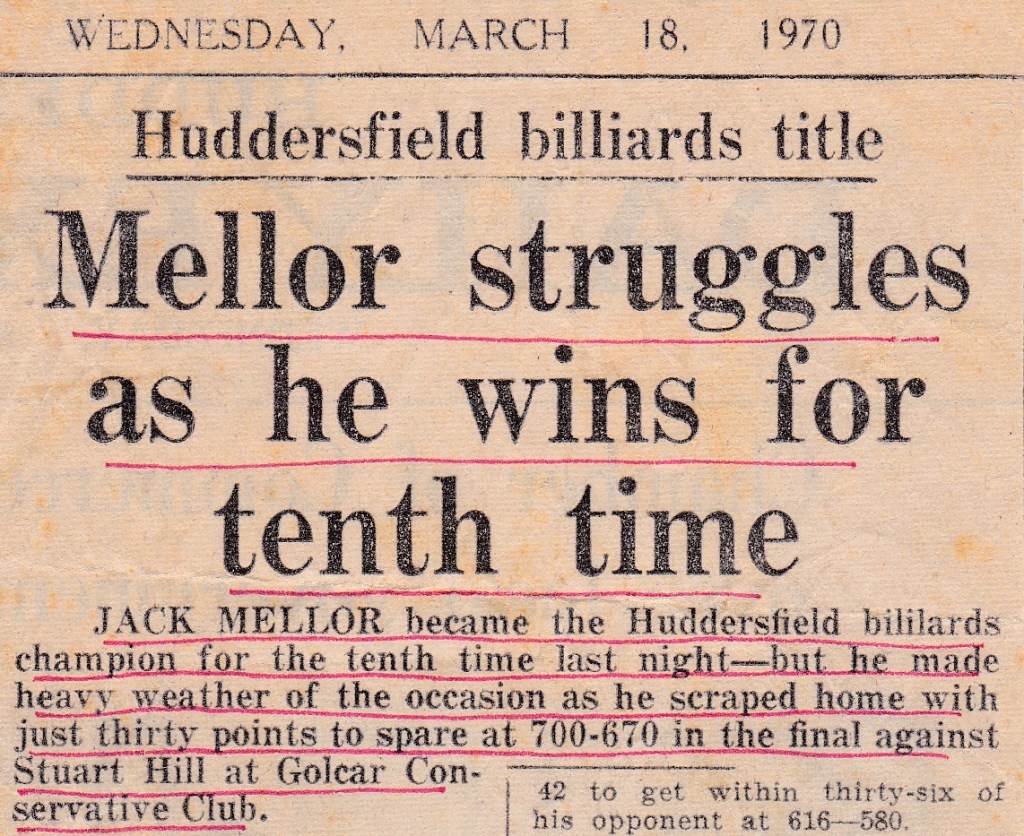 WEDNESDAY, MARCH 18, 1970
Huddersfield billiards title
Mellor struggles
as he wins for
tenth time
JACK MELLOR became the Huddersfield bililards
champion for the tenth time last night—but he made
heavy weather of the occasion as he scraped home with
just thirty points to spare at 700-670 in the final against
Stuart Hill at Golcar Con-
servative Club.
42 to get within thirty-six of
his opponent at 616—580.